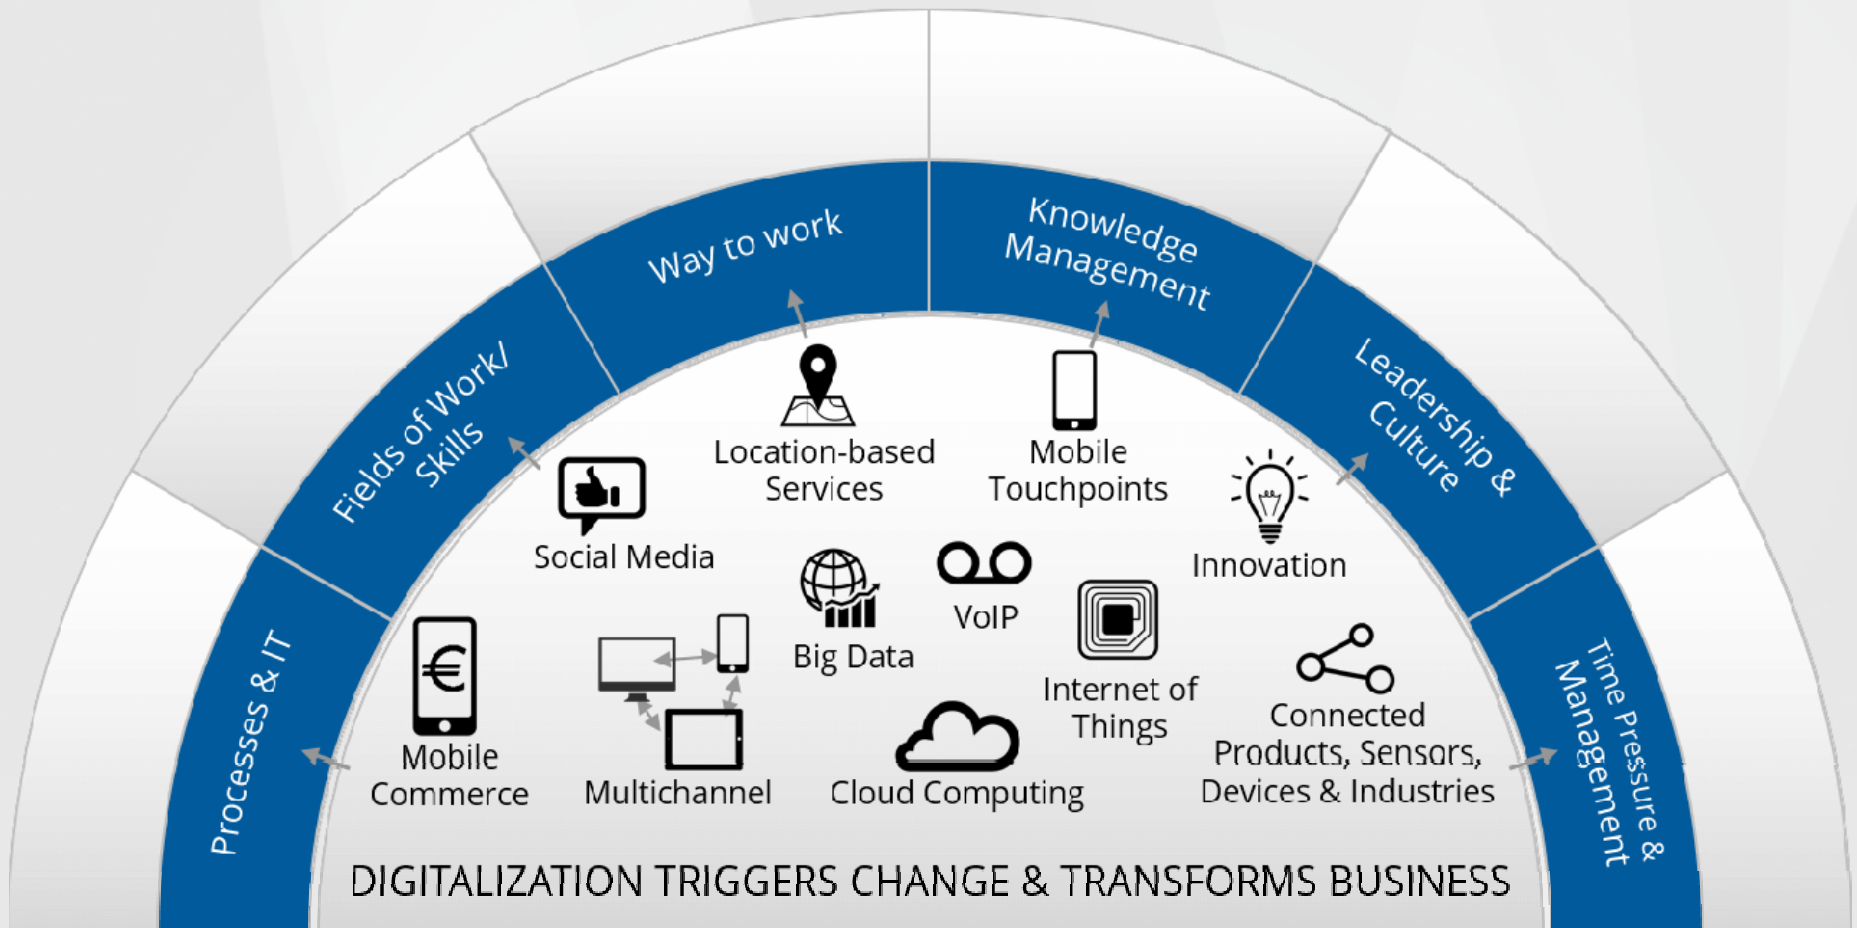 Processes & IT
Fields of Work/
Skills
Way to work
Knowledge
Management
Leadership &
Culture
Time Pressure &
Management
Location-based
Services
Mobile
Touchpoints
Social Media
Innovation
Big Data
VoIP
Internet of
Things
Mobile
Commerce
€
Multichannel
Cloud Computing
Connected
Products, Sensors,
Devices & Industries
DIGITALIZATION TRIGGERS CHANGE & TRANSFORMS BUSINESS